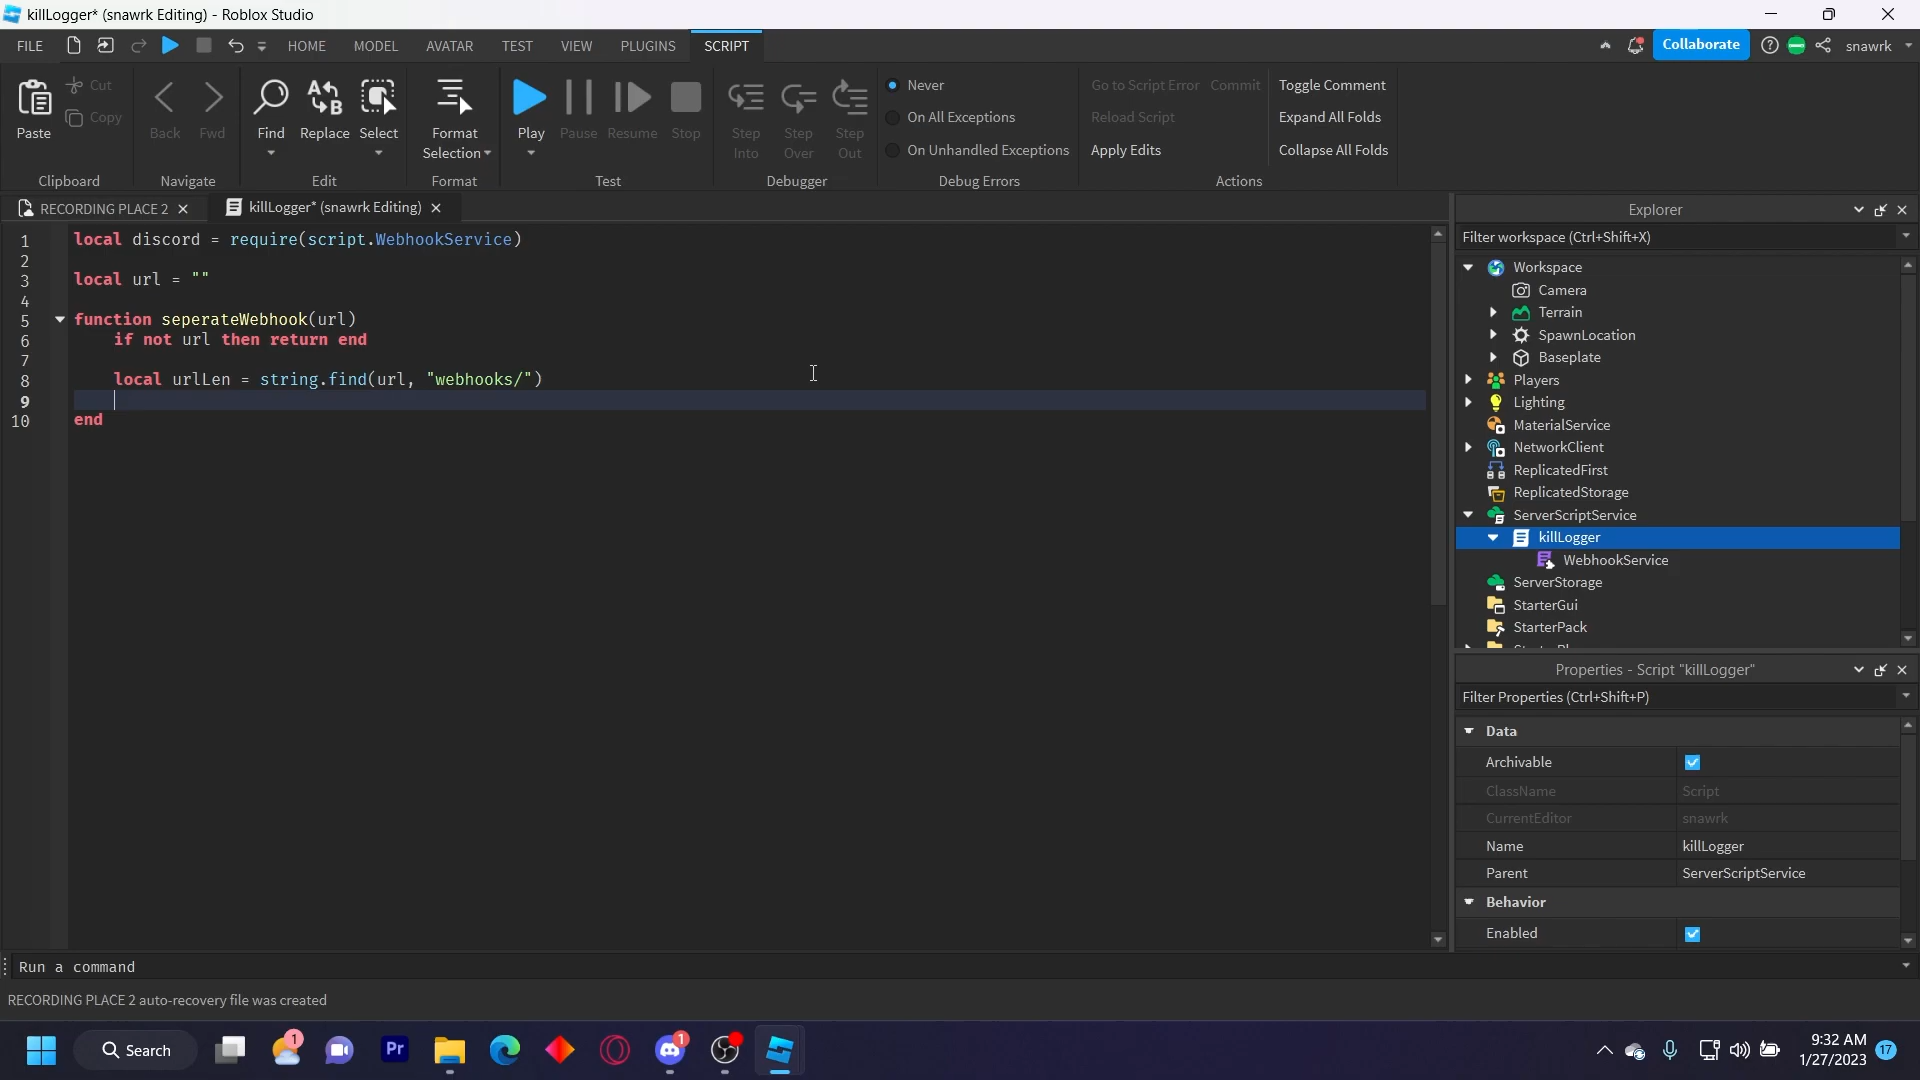 killLogger* (snawrk Editing) - Roblox Studio
FILE HOME MODEL AVATAR TEST VIEW PLUGINS SCRIPT Collaborate snawrk
Paste Cut Copy
Clipboard
Back Fwd
Navigate
Find Replace Select
Edit
Format
Selection
Format
Play Pause Resume Stop
Test
Step Into Step Over Step Out
Debugger
Never
On All Exceptions
On Unhandled Exceptions
Debug Errors
Go to Script Error Commit
Reload Script
Apply Edits
Toggle Comment
Expand All Folds
Collapse All Folds
Actions
RECORDING PLACE 2 killLogger* (snawrk Editing)
1 local discord = require(script.WebhookService)
2
3 local url = ""
4
5 function seperateWebhook(url)
6 if not url then return end
7
8 local urlLen = string.find(url, "webhooks/")
9
10 end
Explorer
Filter workspace (Ctrl+Shift+X)
Workspace
Camera
Terrain
SpawnLocation
Baseplate
Players
Lighting
MaterialService
NetworkClient
ReplicatedFirst
ReplicatedStorage
ServerScriptService
killLogger
WebhookService
ServerStorage
StarterGui
StarterPack
Properties - Script "killLogger"
Filter Properties (Ctrl+Shift+P)
Data
Archivable
ClassName Script
CurrentEditor snawrk
Name killLogger
Parent ServerScriptService
Behavior
Enabled
Run a command
RECORDING PLACE 2 auto-recovery file was created
Search
1
Pr
1
9:32 AM
1/27/2023
17